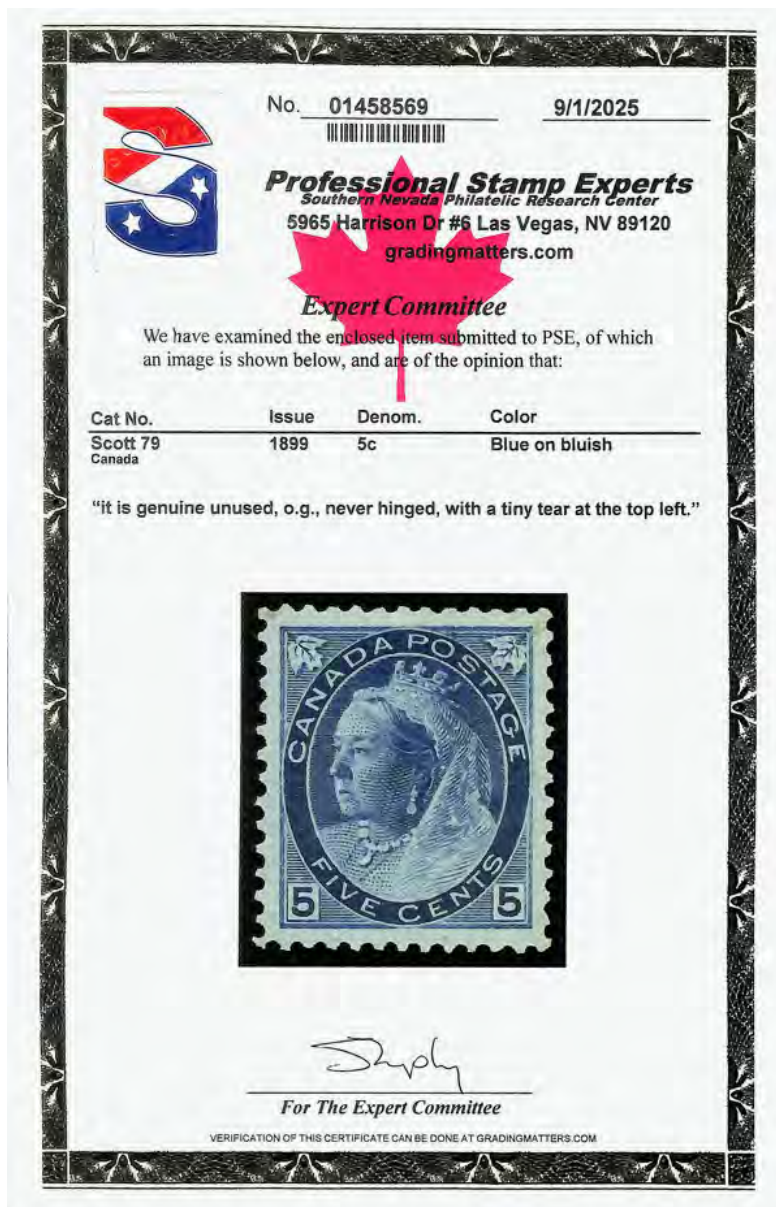 No. 01458569 9/1/2025
Professional Stamp Experts
Southern Nevada Philatelic Research Center
5965 Harrison Dr #6 Las Vegas, NV 89120
gradingmatters.com
Expert Committee
We have examined the enclosed item submitted to PSE, of which
an image is shown below, and are of the opinion that:
Cat No. Issue Denom. Color
Scott 79 1899 5c Blue on bluish
Canada
“it is genuine unused, o.g., never hinged, with a tiny tear at the top left.”
CANADA POSTAGE
FIVE CENTS
5 5
For The Expert Committee
VERIFICATION OF THIS CERTIFICATE CAN BE DONE AT GRADINGMATTERS.COM